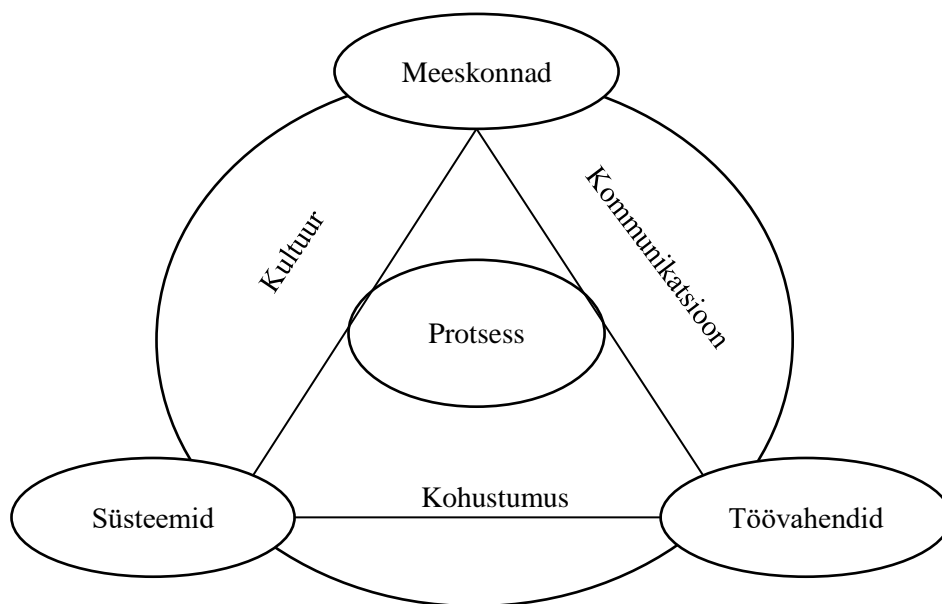 Meeskonnad
Kultuur
Kommunikatsioon
Protsess
Kohustumus
Süsteemid
Töövahendid